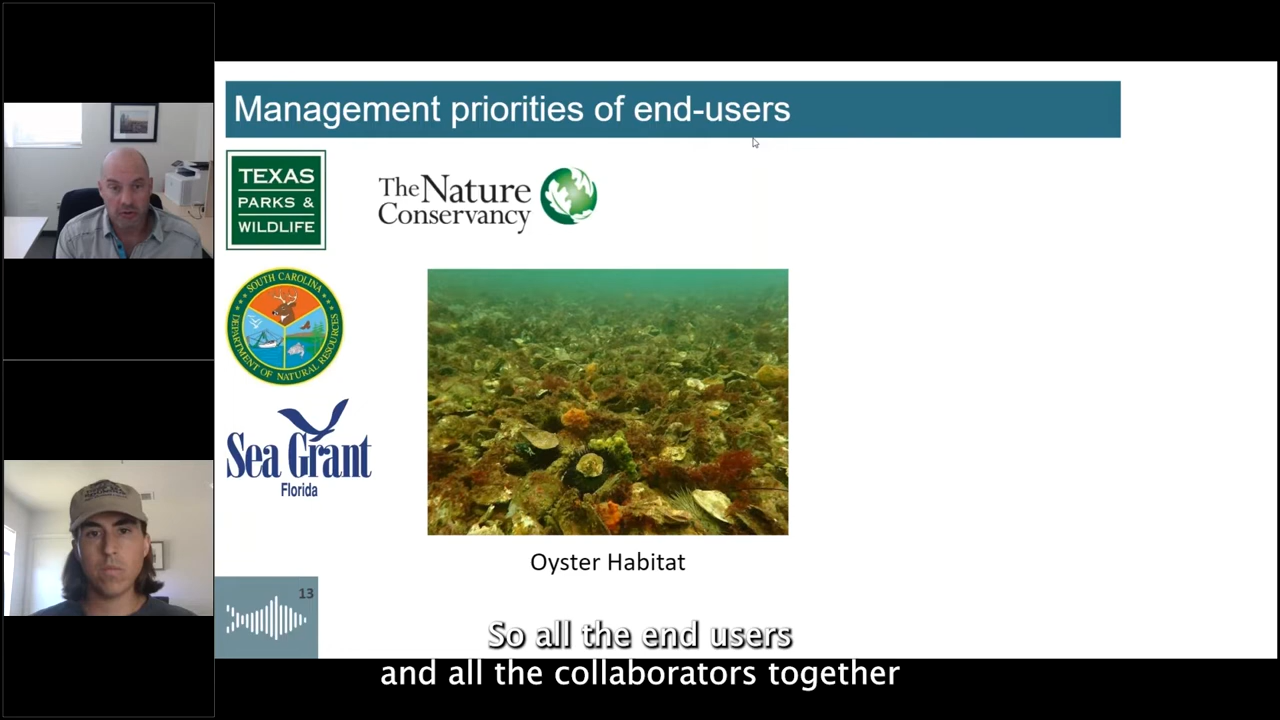 Management priorities of end-users
TEXAS
PARKS &
WILDLIFE
The Nature
Conservancy
SOUTH CAROLINA
DEPARTMENT OF NATURAL RESOURCES
Sea Grant
Florida
Oyster Habitat
13
So all the end users
and all the collaborators together